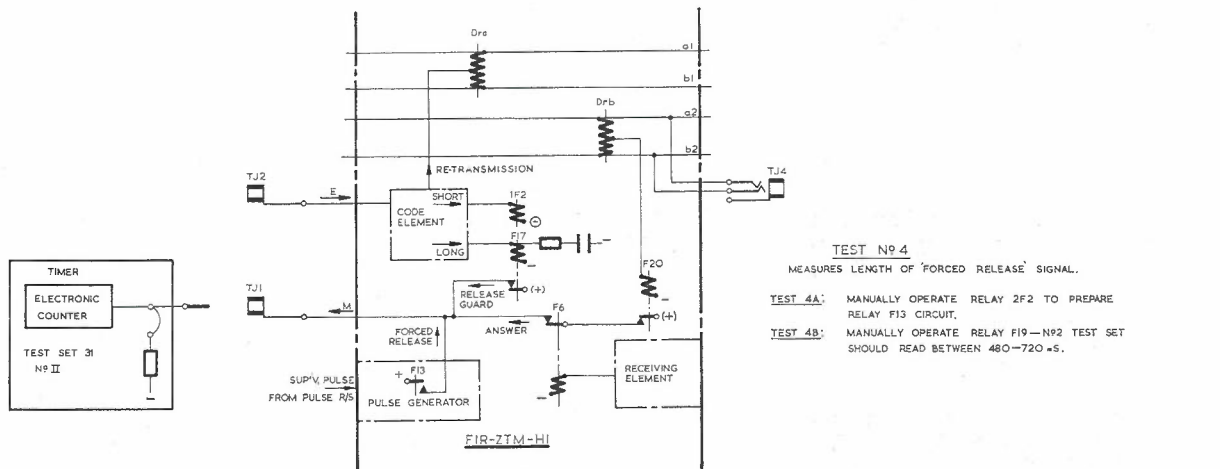 Dra
a1
b1
Drb
a2
b2
RE-TRANSMISSION
TJ2
E
TJ4
SHORT
CODE
ELEMENT
LONG
1F2
F17
F20
TEST Nº 4
MEASURES LENGTH OF 'FORCED RELEASE' SIGNAL.
TEST 4A: MANUALLY OPERATE RELAY 2F2 TO PREPARE
RELAY F13 CIRCUIT.
TEST 4B: MANUALLY OPERATE RELAY F19 — Nº2 TEST SET
SHOULD READ BETWEEN 480—720 mS.
TIMER
ELECTRONIC
COUNTER
TEST SET 31
Nº II
TJ1
M
RELEASE
GUARD
(+)
FORCED
RELEASE
ANSWER
F6
(+)
SUP'V, PULSE
FROM PULSE R/S
+
F13
PULSE GENERATOR
RECEIVING
ELEMENT
FIR-ZTM-HI